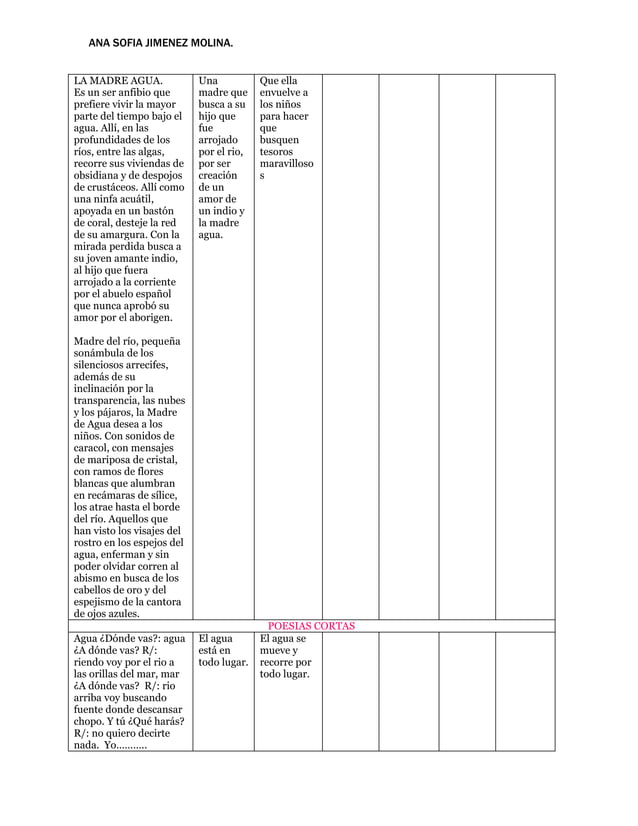 ANA SOFIA JIMENEZ MOLINA.
LA MADRE AGUA.
Es un ser anfibio que
prefiere vivir la mayor
parte del tiempo bajo el
agua. Allí, en las
profundidades de los
ríos, entre las algas,
recorre sus viviendas de
obsidiana y de despojos
de crustáceos. Allí como
una ninfa acuátil,
apoyada en un bastón
de coral, desteje la red
de su amargura. Con la
mirada perdida busca a
su joven amante indio,
al hijo que fuera
arrojado a la corriente
por el abuelo español
que nunca aprobó su
amor por el aborigen.
Madre del río, pequeña
sonámbula de los
silenciosos arrecifes,
además de su
inclinación por la
transparencia, las nubes
y los pájaros, la Madre
de Agua desea a los
niños. Con sonidos de
caracol, con mensajes
de mariposa de cristal,
con ramos de flores
blancas que alumbran
en recámaras de sílice,
los atrae hasta el borde
del río. Aquellos que
han visto los visajes del
rostro en los espejos del
agua, enferman y sin
poder olvidar corren al
abismo en busca de los
cabellos de oro y del
espejismo de la cantora
de ojos azules.
Una
madre que
busca a su
hijo que
fue
arrojado
por el rio,
por ser
creación
de un
amor de
un indio y
la madre
agua.
Que ella
envuelve a
los niños
para hacer
que
busquen
tesoros
maravilloso
s
POESIAS CORTAS
Agua ¿Dónde vas?: agua
¿A dónde vas? R/:
riendo voy por el rio a
las orillas del mar, mar
¿A dónde vas?  R/: rio
arriba voy buscando
fuente donde descansar
chopo. Y tú ¿Qué harás?
R/: no quiero decirte
nada.  Yo...........
El agua
está en
todo lugar.
El agua se
mueve y
recorre por
todo lugar.